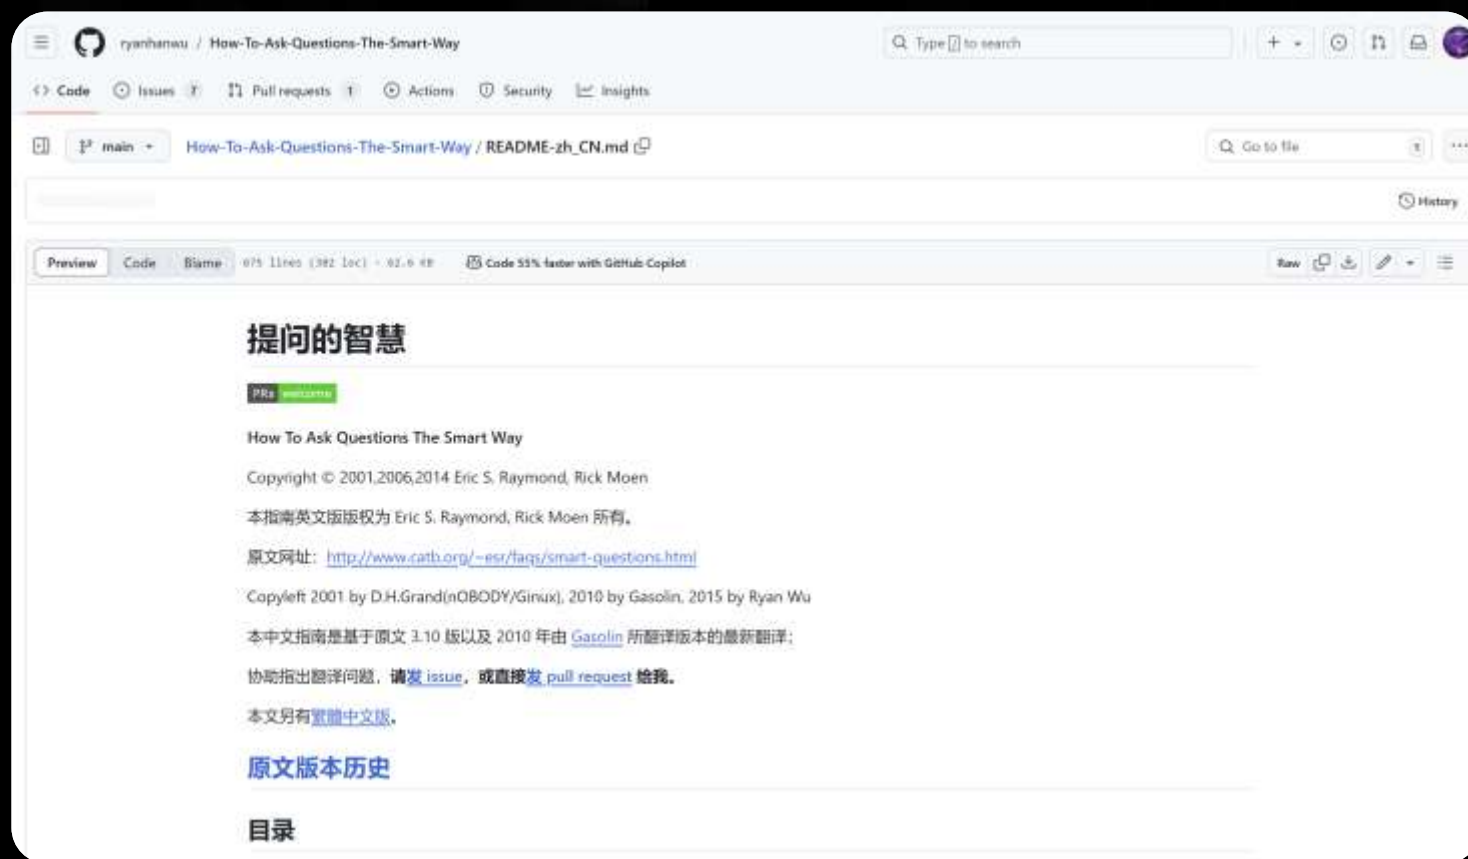 ryanhanwu / How-To-Ask-Questions-The-Smart-Way
Type / to search
Code Issues 7 Pull requests 1 Actions Security Insights
main How-To-Ask-Questions-The-Smart-Way / README-zh_CN.md Go to file t
History
Preview Code Blame Code 55% faster with GitHub Copilot Raw
提问的智慧
PRs welcome
How To Ask Questions The Smart Way
Copyright © 2001,2006,2014 Eric S. Raymond, Rick Moen
本指南英文版版权为 Eric S. Raymond, Rick Moen 所有。
原文网址：http://www.catb.org/~esr/faqs/smart-questions.html
Copyleft 2001 by D.H.Grand(nOBODY/Ginux), 2010 by Gasolin, 2015 by Ryan Wu
本中文指南是基于原文 3.10 版以及 2010 年由 Gasolin 所翻译版本的最新翻译；
协助指出翻译问题，请发 issue，或直接发 pull request 给我。
本文另有繁體中文版。
原文版本历史
目录